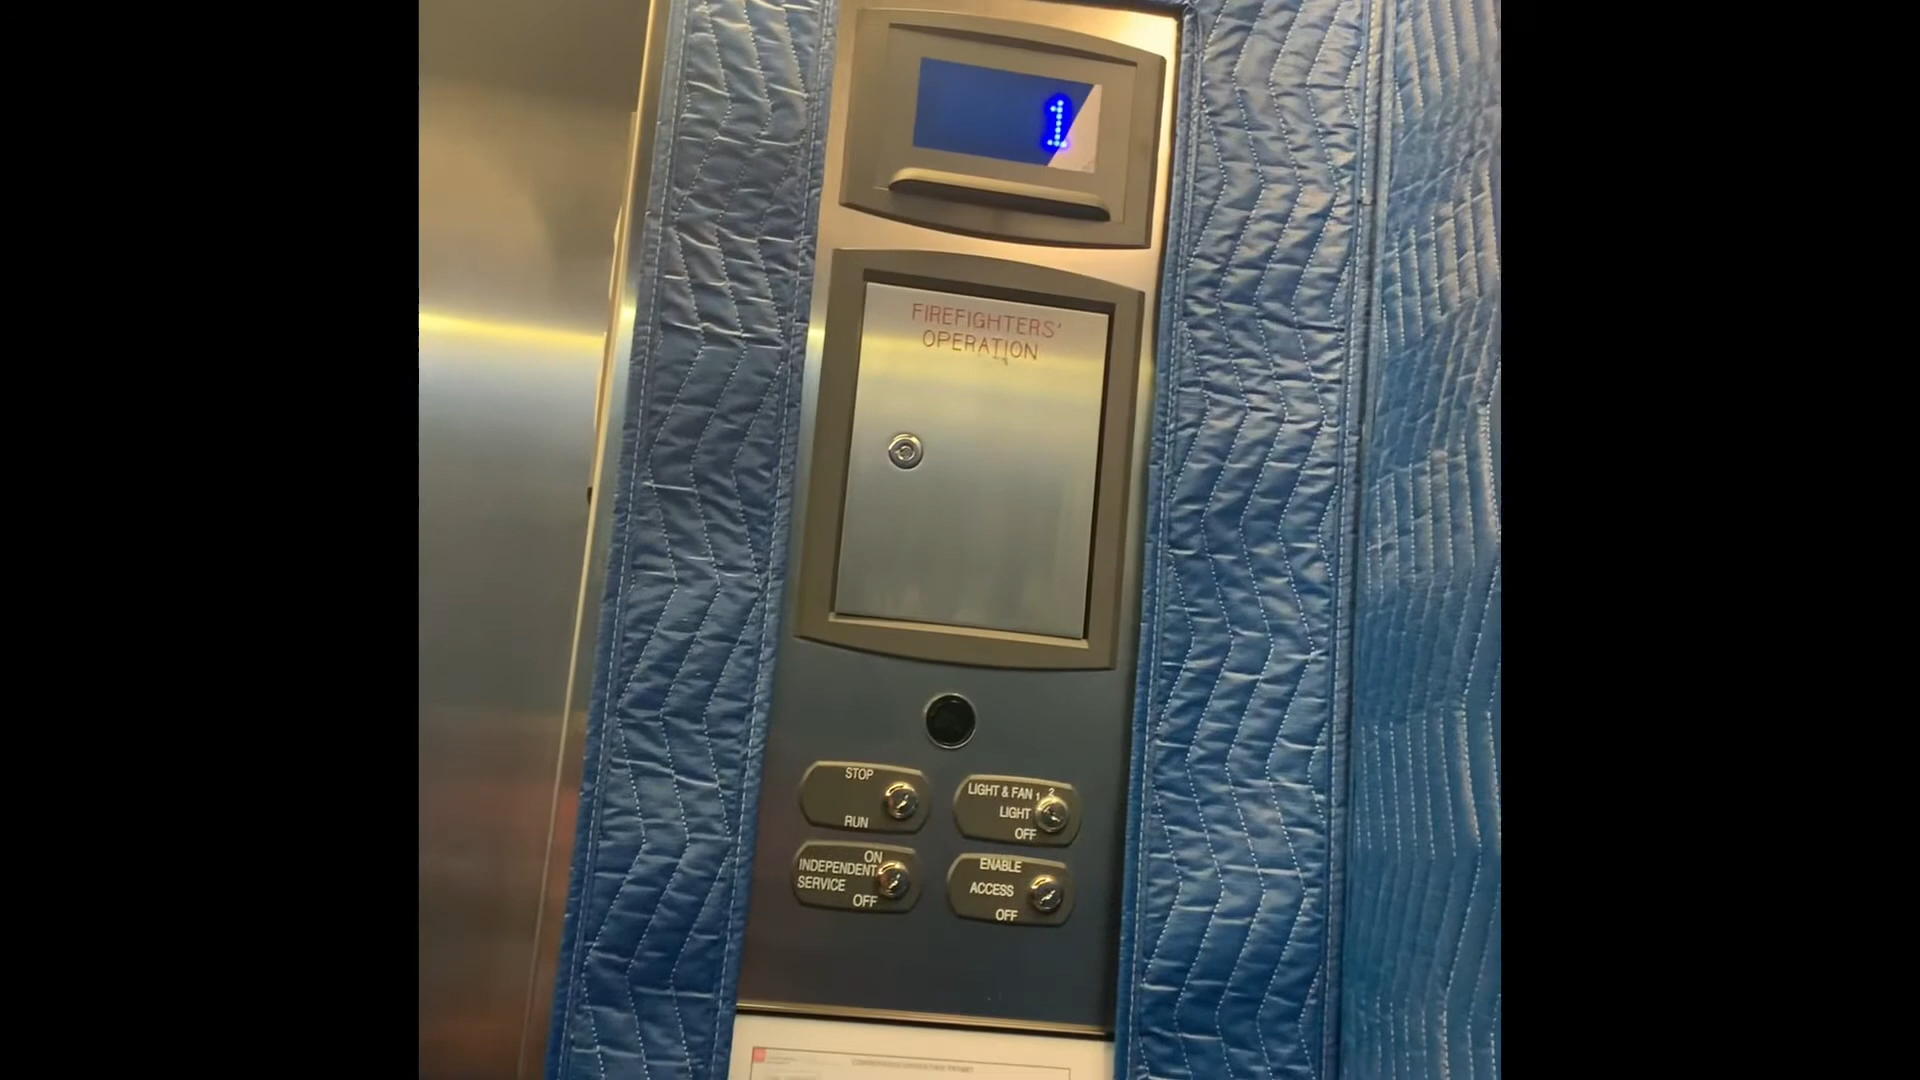 1
FIREFIGHTERS'
OPERATION
STOP
RUN
LIGHT & FAN 1 2
LIGHT
OFF
ON
INDEPENDENT
SERVICE
OFF
ENABLE
ACCESS
OFF